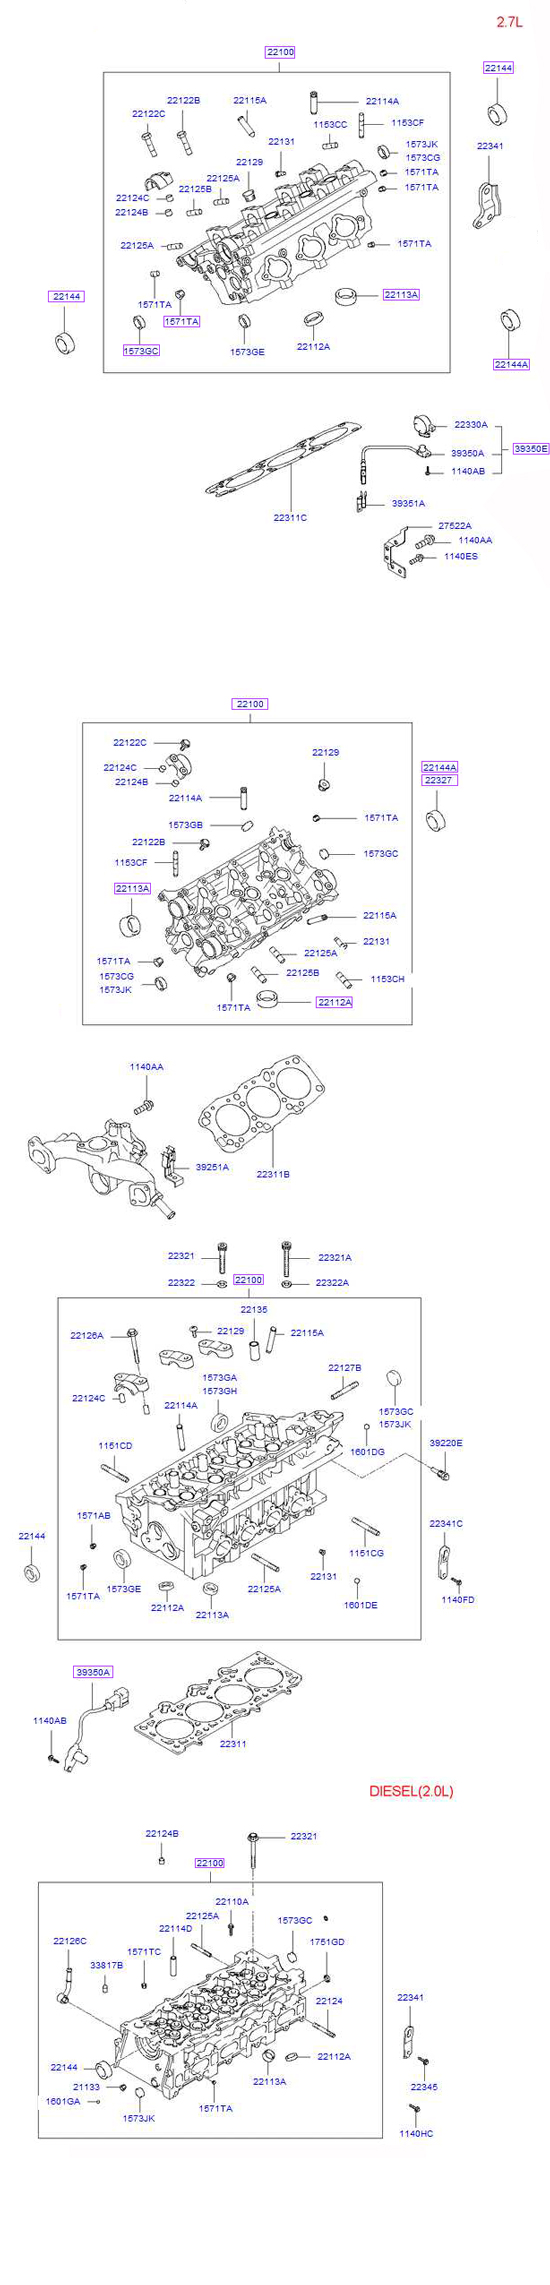 2.7L
22100
22144
22122B
22115A
22114A
22122C
1153CC
1153CF
22131
1573JK
22341
1573CG
22129
1571TA
22125A
22125B
1571TA
22124C
22124B
22125A
1571TA
22144
1571TA
22113A
1571TA
1573GC
1573GE
22112A
22144A
22330A
39350A
39350E
1140AB
39351A
22311C
27522A
1140AA
1140ES
22100
22122C
22129
22124C
22144A
22124B
22327
22114A
1573GB
1571TA
22122B
1153CF
1573GC
22113A
22115A
22131
22125A
1571TA
22125B
1573CG
1573JK
1153CH
1571TA
22112A
1140AA
39251A
22311B
22321
22321A
22322
22100
22322A
22135
22126A
22129
22115A
22127B
1573GA
1573GH
22124C
22114A
1573GC
1573JK
1151CD
1601DG
39220E
1571AB
22341C
22144
1151CG
1571TA
1573GE
22125A
22131
22112A
22113A
1601DE
1140FD
39350A
1140AB
22311
DIESEL(2.0L)
22124B
22321
22100
22110A
22125A
1573GC
22114D
22126C
1571TC
1751GD
33817B
22124
22341
22112A
22144
22113A
21133
22345
1601GA
1573JK
1571TA
1140HC